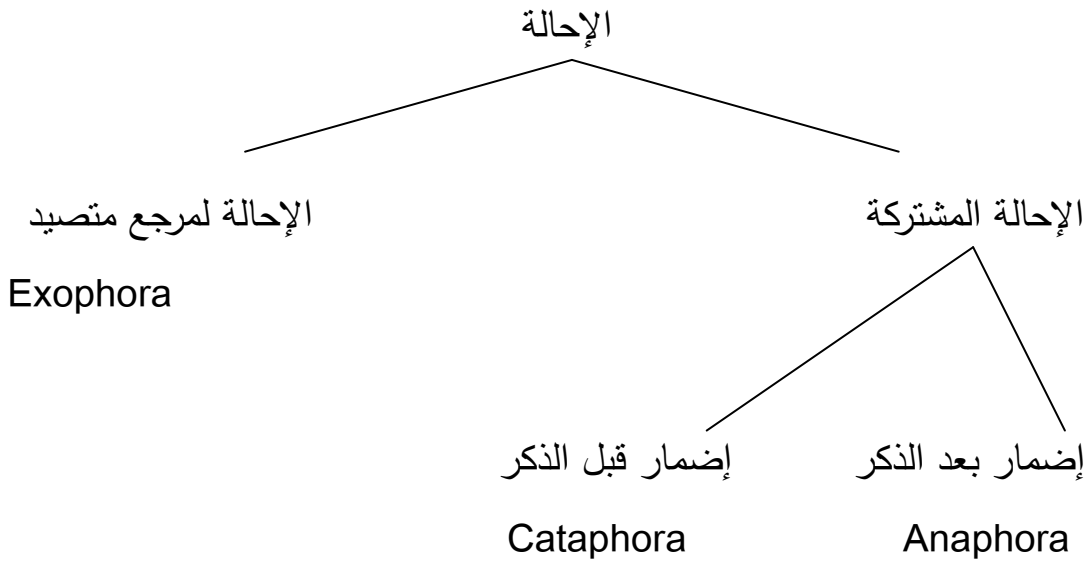 الإحالة
الإحالة المشتركة
الإحالة لمرجع متصيد
Exophora
إضمار بعد الذكر
إضمار قبل الذكر
Anaphora
Cataphora